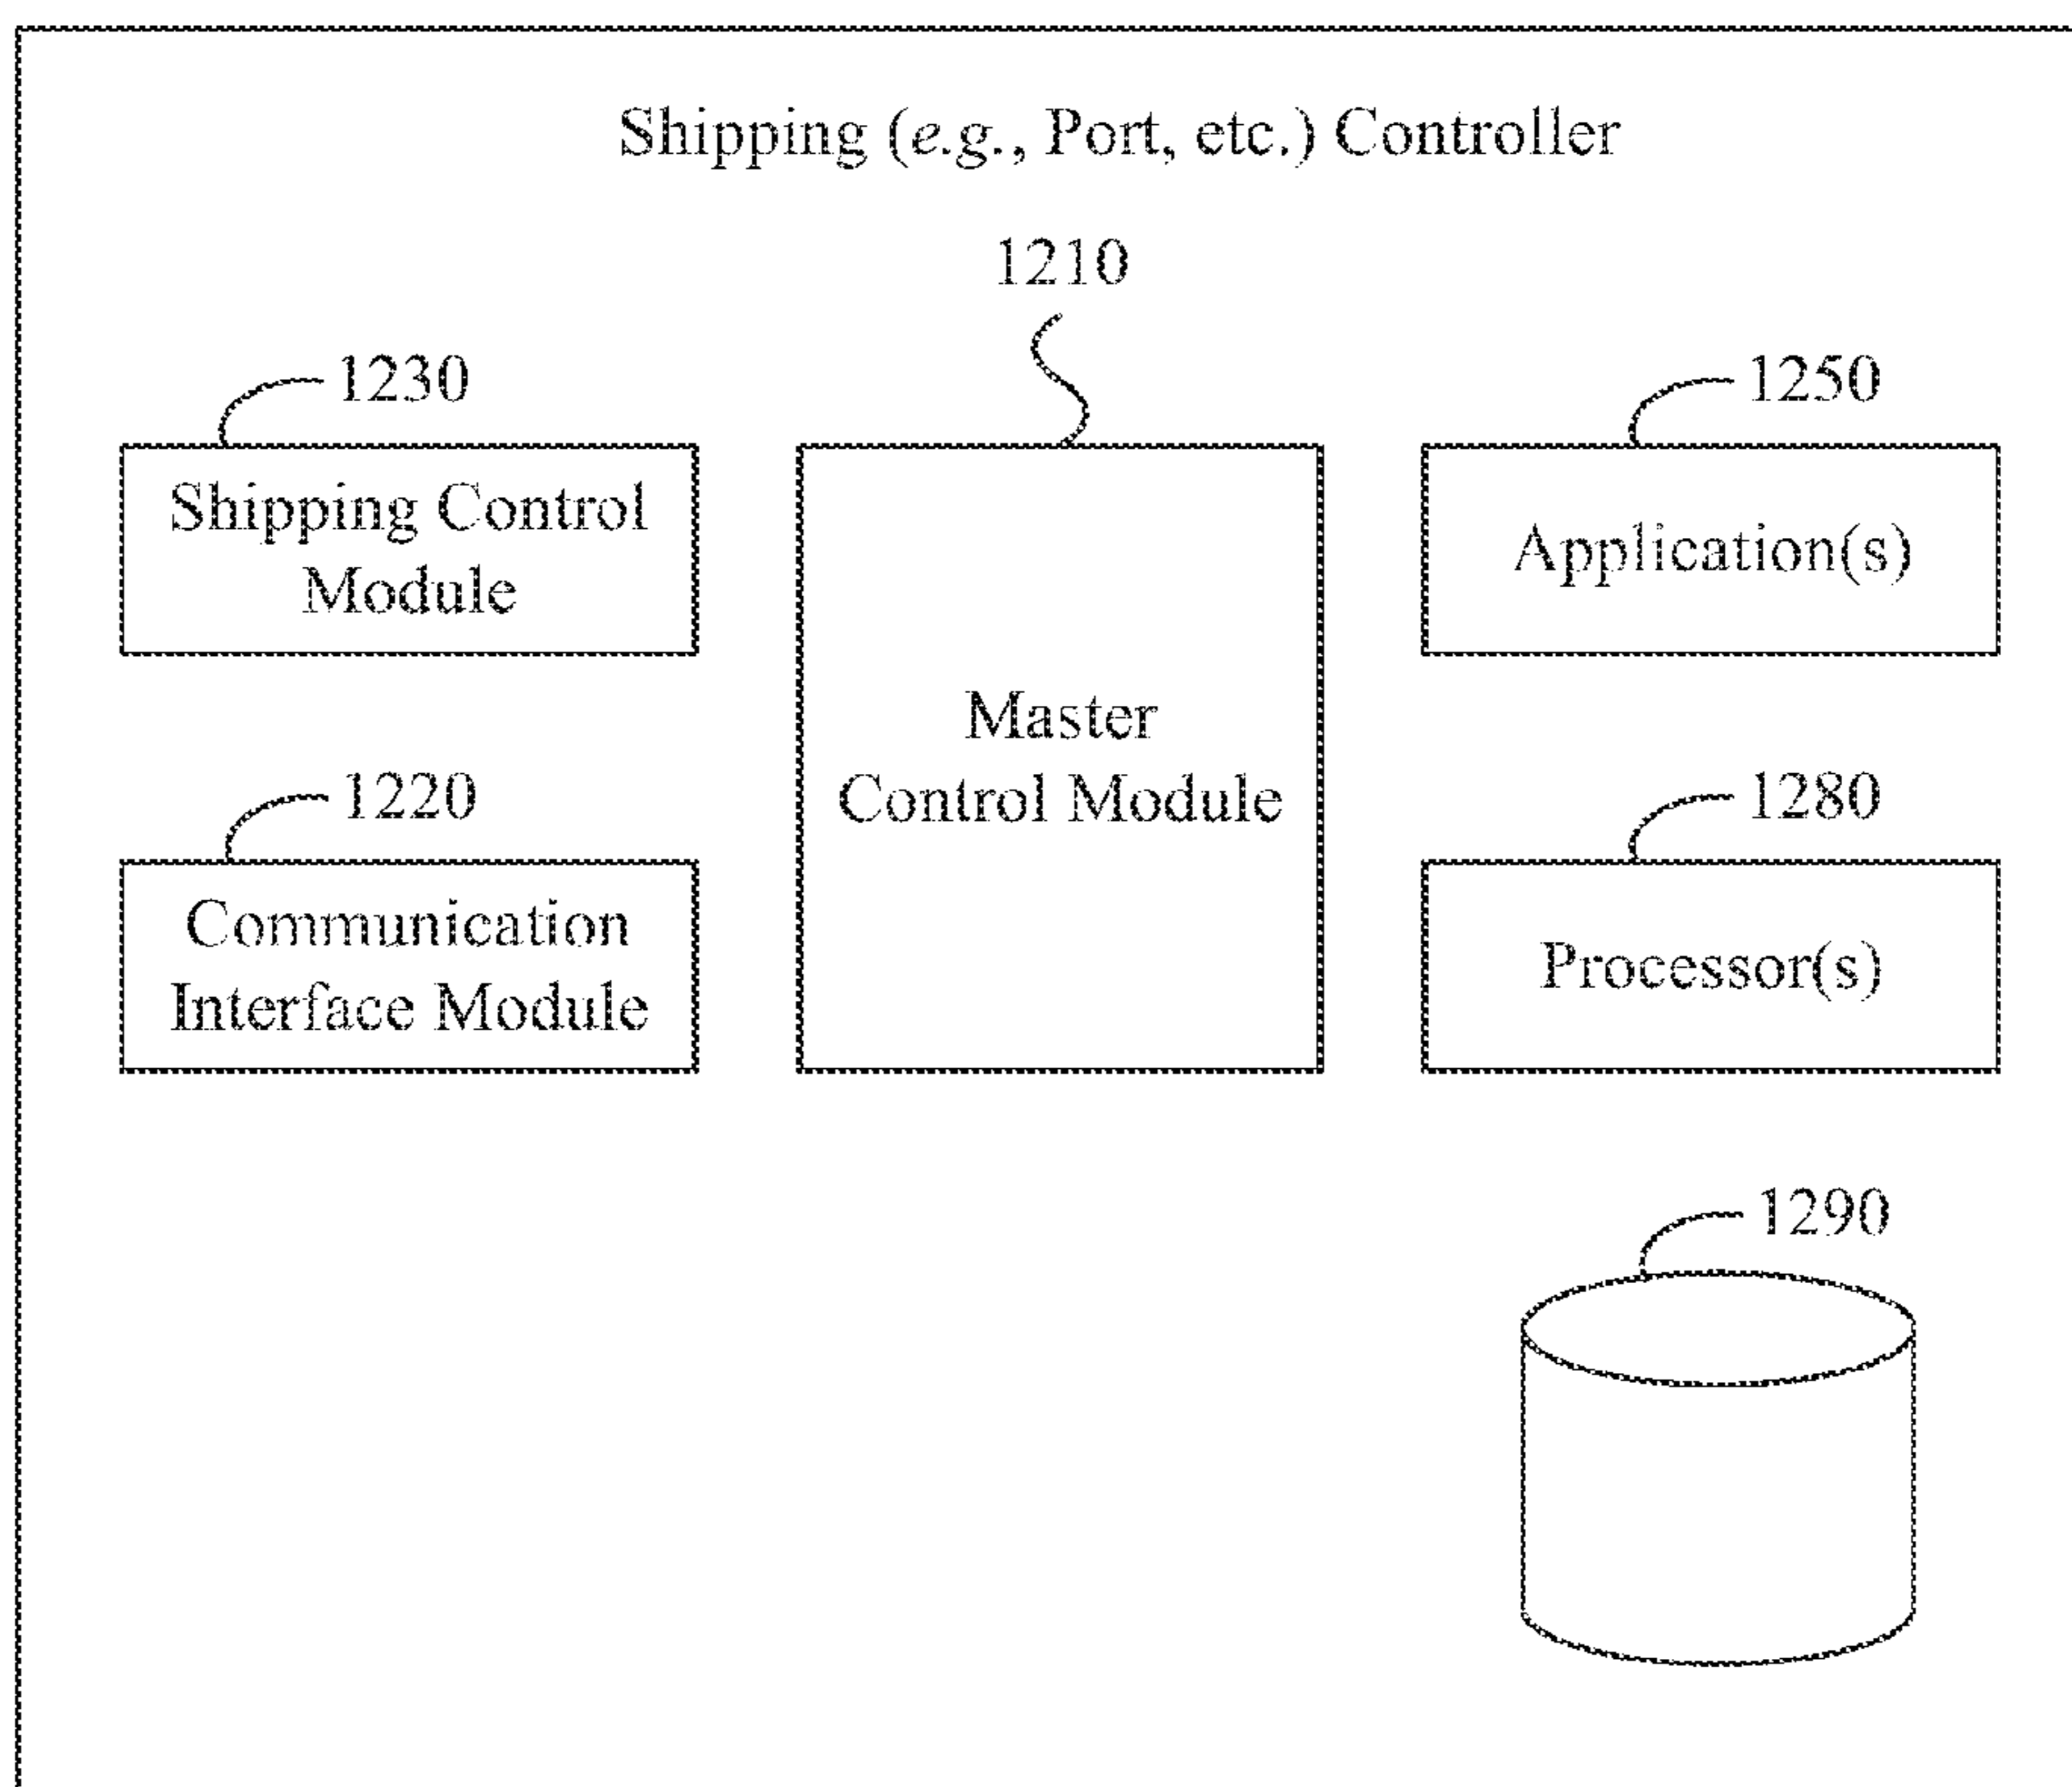 Shipping (e.g., Port, etc.) Controller
1210
1230
1250
Shipping Control
Module
Application(s)
Master
Control Module
1220
1280
Communication
Interface Module
Processor(s)
1290